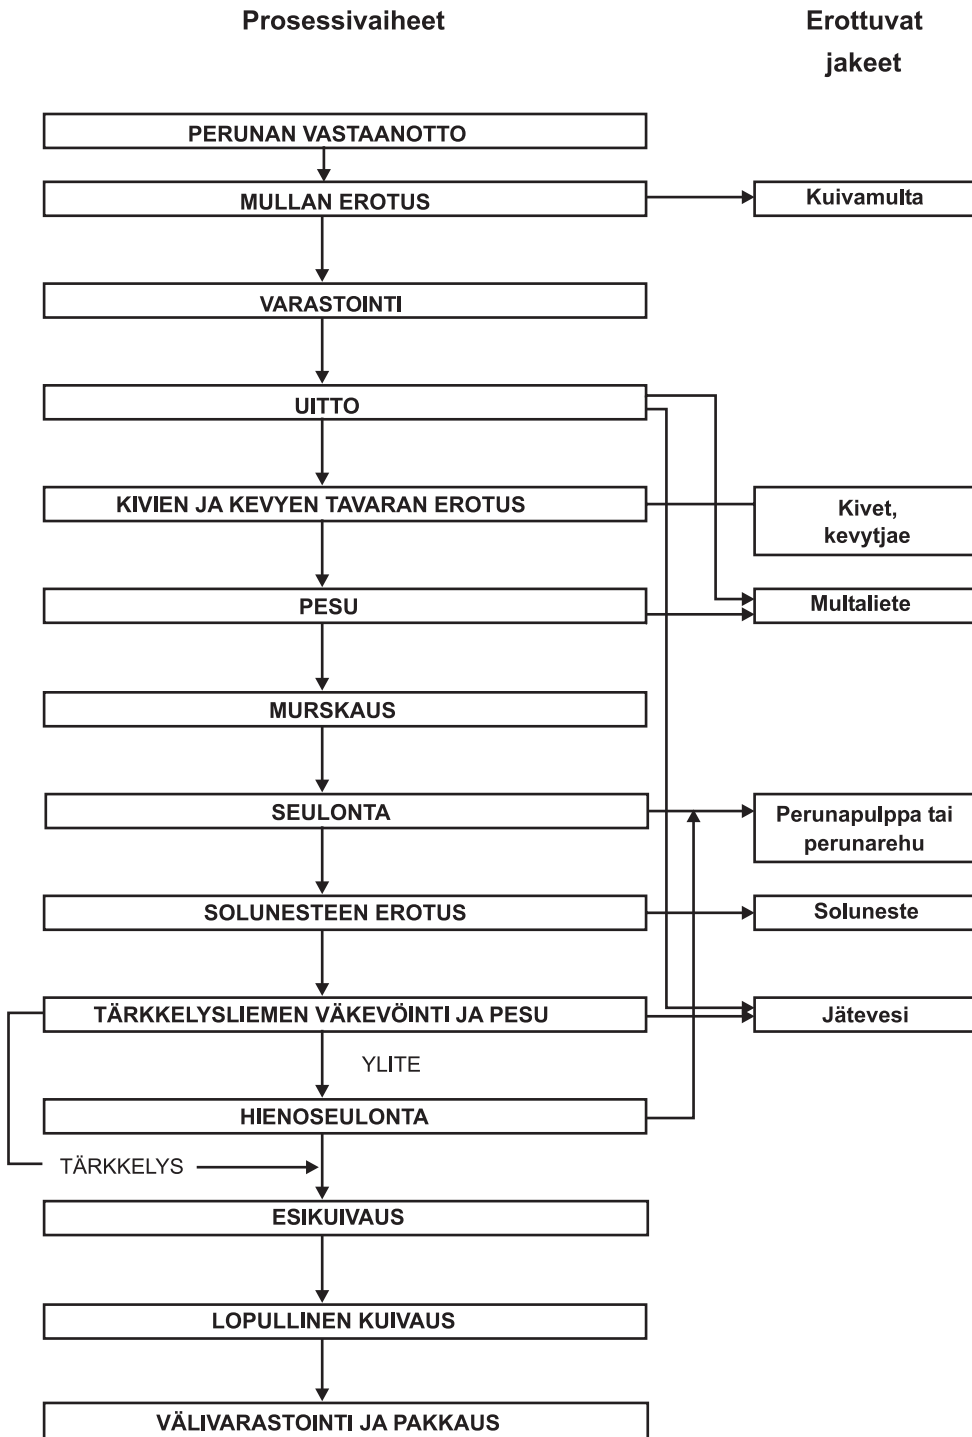 Prosessivaiheet
Erottuvat
jakeet
PERUNAN VASTAANOTTO
MULLAN EROTUS
Kuivamulta
VARASTOINTI
UITTO
KIVIEN JA KEVYEN TAVARAN EROTUS
Kivet,
kevytjae
PESU
Multaliete
MURSKAUS
SEULONTA
Perunapulppa tai
perunarehu
SOLUNESTEEN EROTUS
Soluneste
TÄRKKELYSLIEMEN VÄKEVÖINTI JA PESU
Jätevesi
YLITE
HIENOSEULONTA
TÄRKKELYS
ESIKUIVAUS
LOPULLINEN KUIVAUS
VÄLIVARASTOINTI JA PAKKAUS